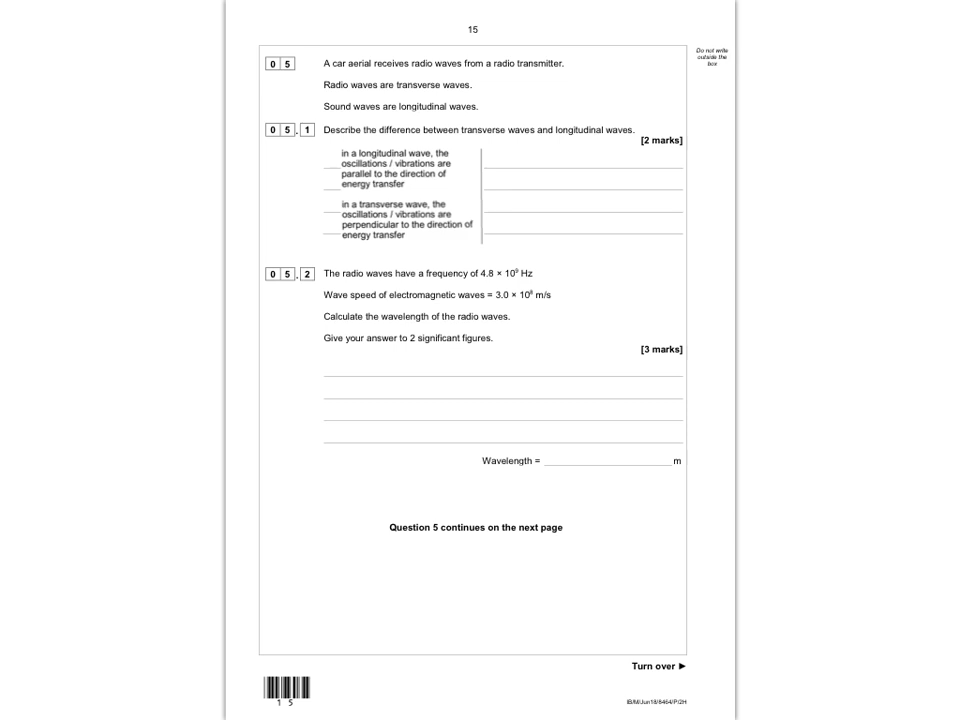 15
Do not write
outside the
box
0 5
A car aerial receives radio waves from a radio transmitter.
Radio waves are transverse waves.
Sound waves are longitudinal waves.
0 5 . 1 Describe the difference between transverse waves and longitudinal waves.
[2 marks]
in a longitudinal wave, the
oscillations / vibrations are
parallel to the direction of
energy transfer
in a transverse wave, the
oscillations / vibrations are
perpendicular to the direction of
energy transfer
0 5 . 2 The radio waves have a frequency of 4.8 × 10⁹ Hz
Wave speed of electromagnetic waves = 3.0 × 10⁸ m/s
Calculate the wavelength of the radio waves.
Give your answer to 2 significant figures.
[3 marks]
Wavelength = m
Question 5 continues on the next page
Turn over ►
1 5
IB/M/Jun18/8464/P/2H